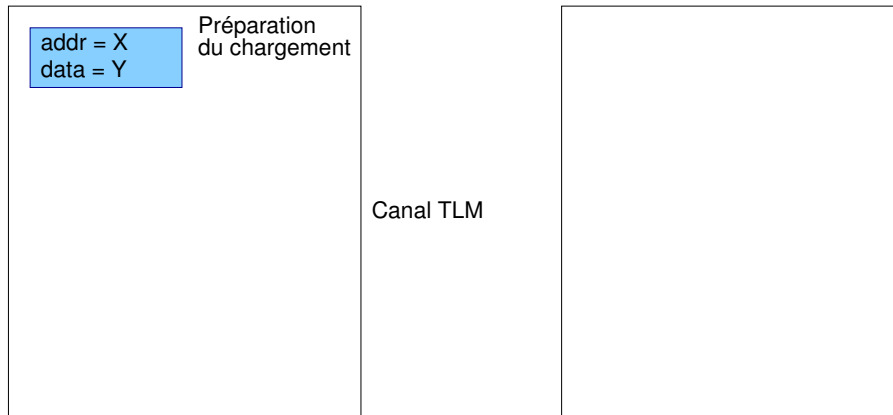 addr = X
data = Y
Préparation
du chargement
Canal TLM